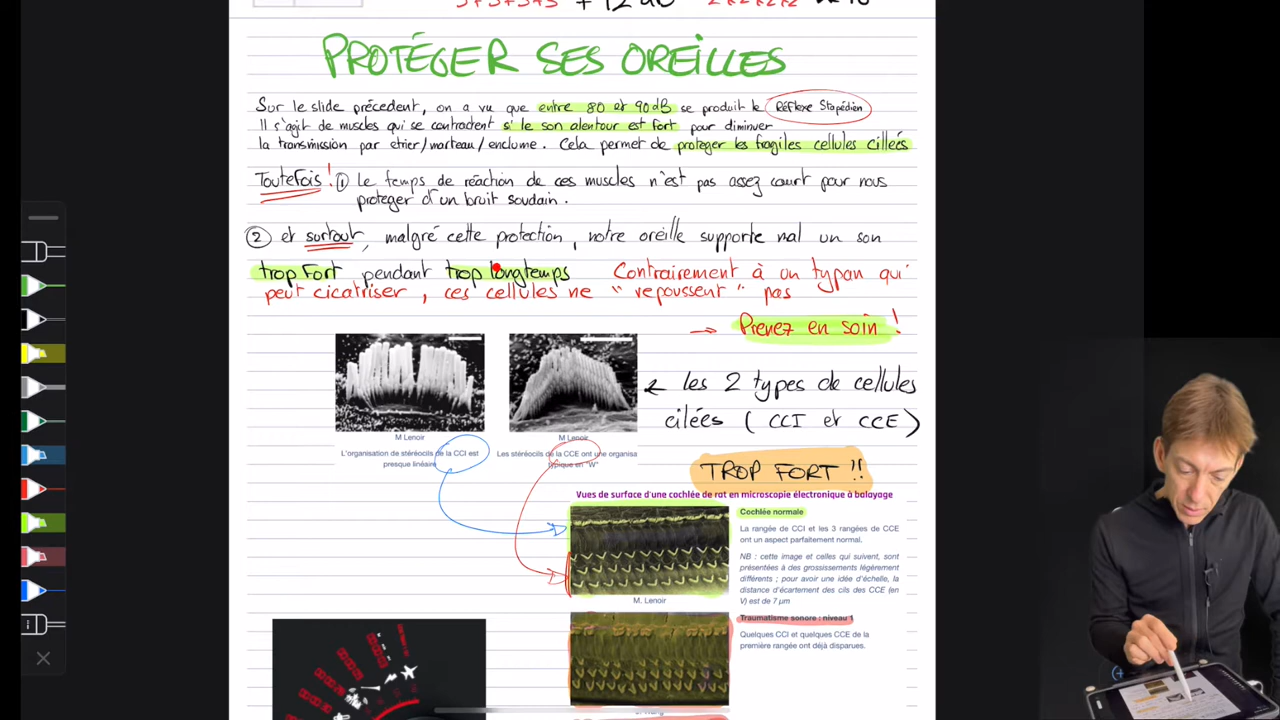 PROTÉGER SES OREILLES
Sur le slide précedent, on a vu que entre 80 et 90 dB se produit le Réflexe Stapédien
Il s'agit de muscles qui se contractent si le son alentour est fort pour diminuer
la transmission par étrier/marteau/enclume. Cela permet de protéger les fragiles cellules cillées
Toutefois ! ① Le temps de réaction de ces muscles n'est pas assez court pour nous
protéger d'un bruit soudain.
② et surtout, malgré cette protection, notre oreille supporte mal un son
trop Fort pendant trop longtemps Contrairement à un typan qui
peut cicatriser, ces cellules ne "repoussent" pas
→ Prenez en soin !
← les 2 types de cellules
cilées (CCI et CCE)
M Lenoir
L'organisation de stéréocils de la CCI est
presque linéaire
M Lenoir
Les stéréocils de la CCE ont une organisa
typique en "W"
TROP FORT !!
Vues de surface d'une cochlée de rat en microscopie électronique à balayage
Cochlée normale
La rangée de CCI et les 3 rangées de CCE
ont un aspect parfaitement normal.
NB : cette image et celles qui suivent, sont
présentées à des grossissements légèrement
différents ; pour avoir une idée d'échelle, la
distance d'écartement des cils des CCE (en
V) est de 7 µm
M. Lenoir
Traumatisme sonore : niveau 1
Quelques CCI et quelques CCE de la
première rangée ont déjà disparues.